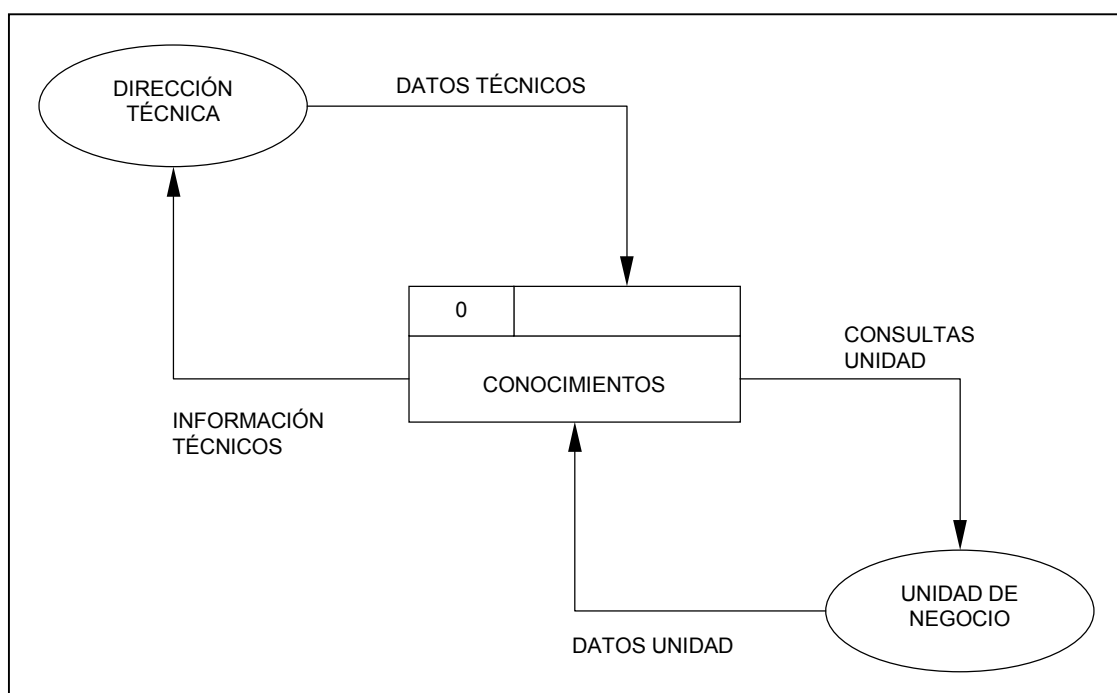 DIRECCIÓN
TÉCNICA
DATOS TÉCNICOS
0
CONOCIMIENTOS
CONSULTAS
UNIDAD
INFORMACIÓN
TÉCNICOS
UNIDAD DE
NEGOCIO
DATOS UNIDAD